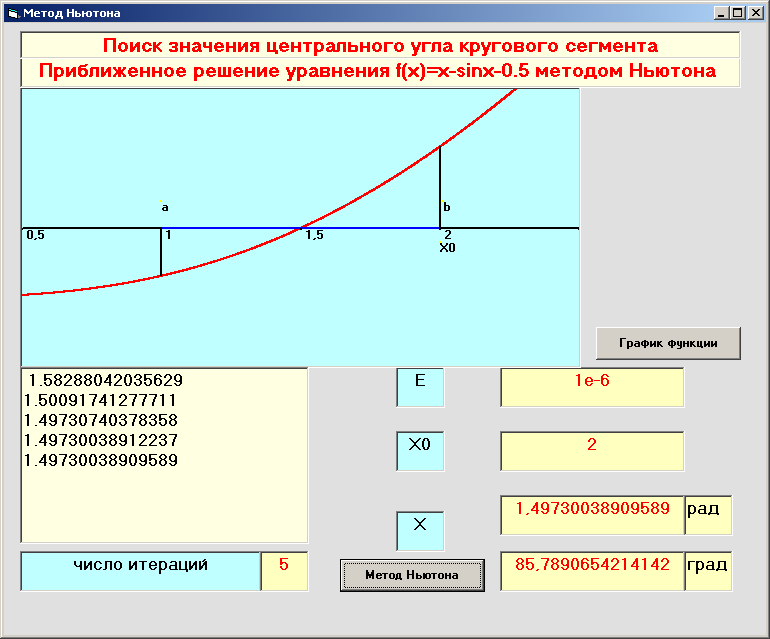 Метод Ньютона
Поиск значения центрального угла кругового сегмента
Приближенное решение уравнения f(x)=x-sinx-0.5 методом Ньютона
a
b
0,5
1
1,5
2
X0
График функции
1.58288042035629
1.50091741277711
1.49730740378358
1.49730038912237
1.49730038909589
E
1e-6
X0
2
X
1,49730038909589
рад
число итераций
5
Метод Ньютона
85,7890654214142
град